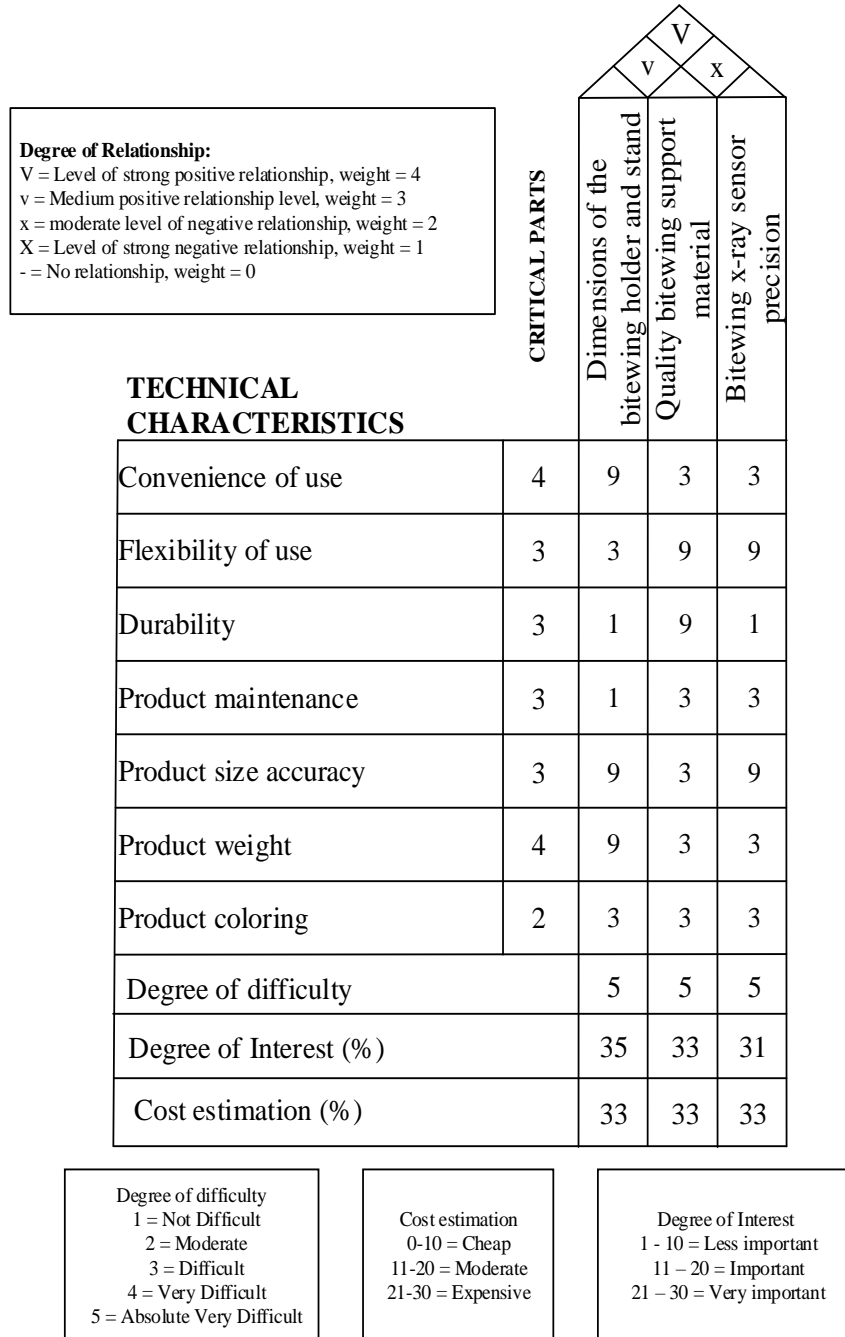 V
v x
Degree of Relationship:
V = Level of strong positive relationship, weight = 4
v = Medium positive relationship level, weight = 3
x = moderate level of negative relationship, weight = 2
X = Level of strong negative relationship, weight = 1
- = No relationship, weight = 0
CRITICAL PARTS
Dimensions of the
bitewing holder and stand
Quality bitewing support
material
Bitewing x-ray sensor
precision
TECHNICAL
CHARACTERISTICS
Convenience of use 4 9 3 3
Flexibility of use 3 3 9 9
Durability 3 1 9 1
Product maintenance 3 1 3 3
Product size accuracy 3 9 3 9
Product weight 4 9 3 3
Product coloring 2 3 3 3
Degree of difficulty 5 5 5
Degree of Interest (%) 35 33 31
Cost estimation (%) 33 33 33
Degree of difficulty
1 = Not Difficult
2 = Moderate
3 = Difficult
4 = Very Difficult
5 = Absolute Very Difficult
Cost estimation
0-10 = Cheap
11-20 = Moderate
21-30 = Expensive
Degree of Interest
1 - 10 = Less important
11 – 20 = Important
21 – 30 = Very important